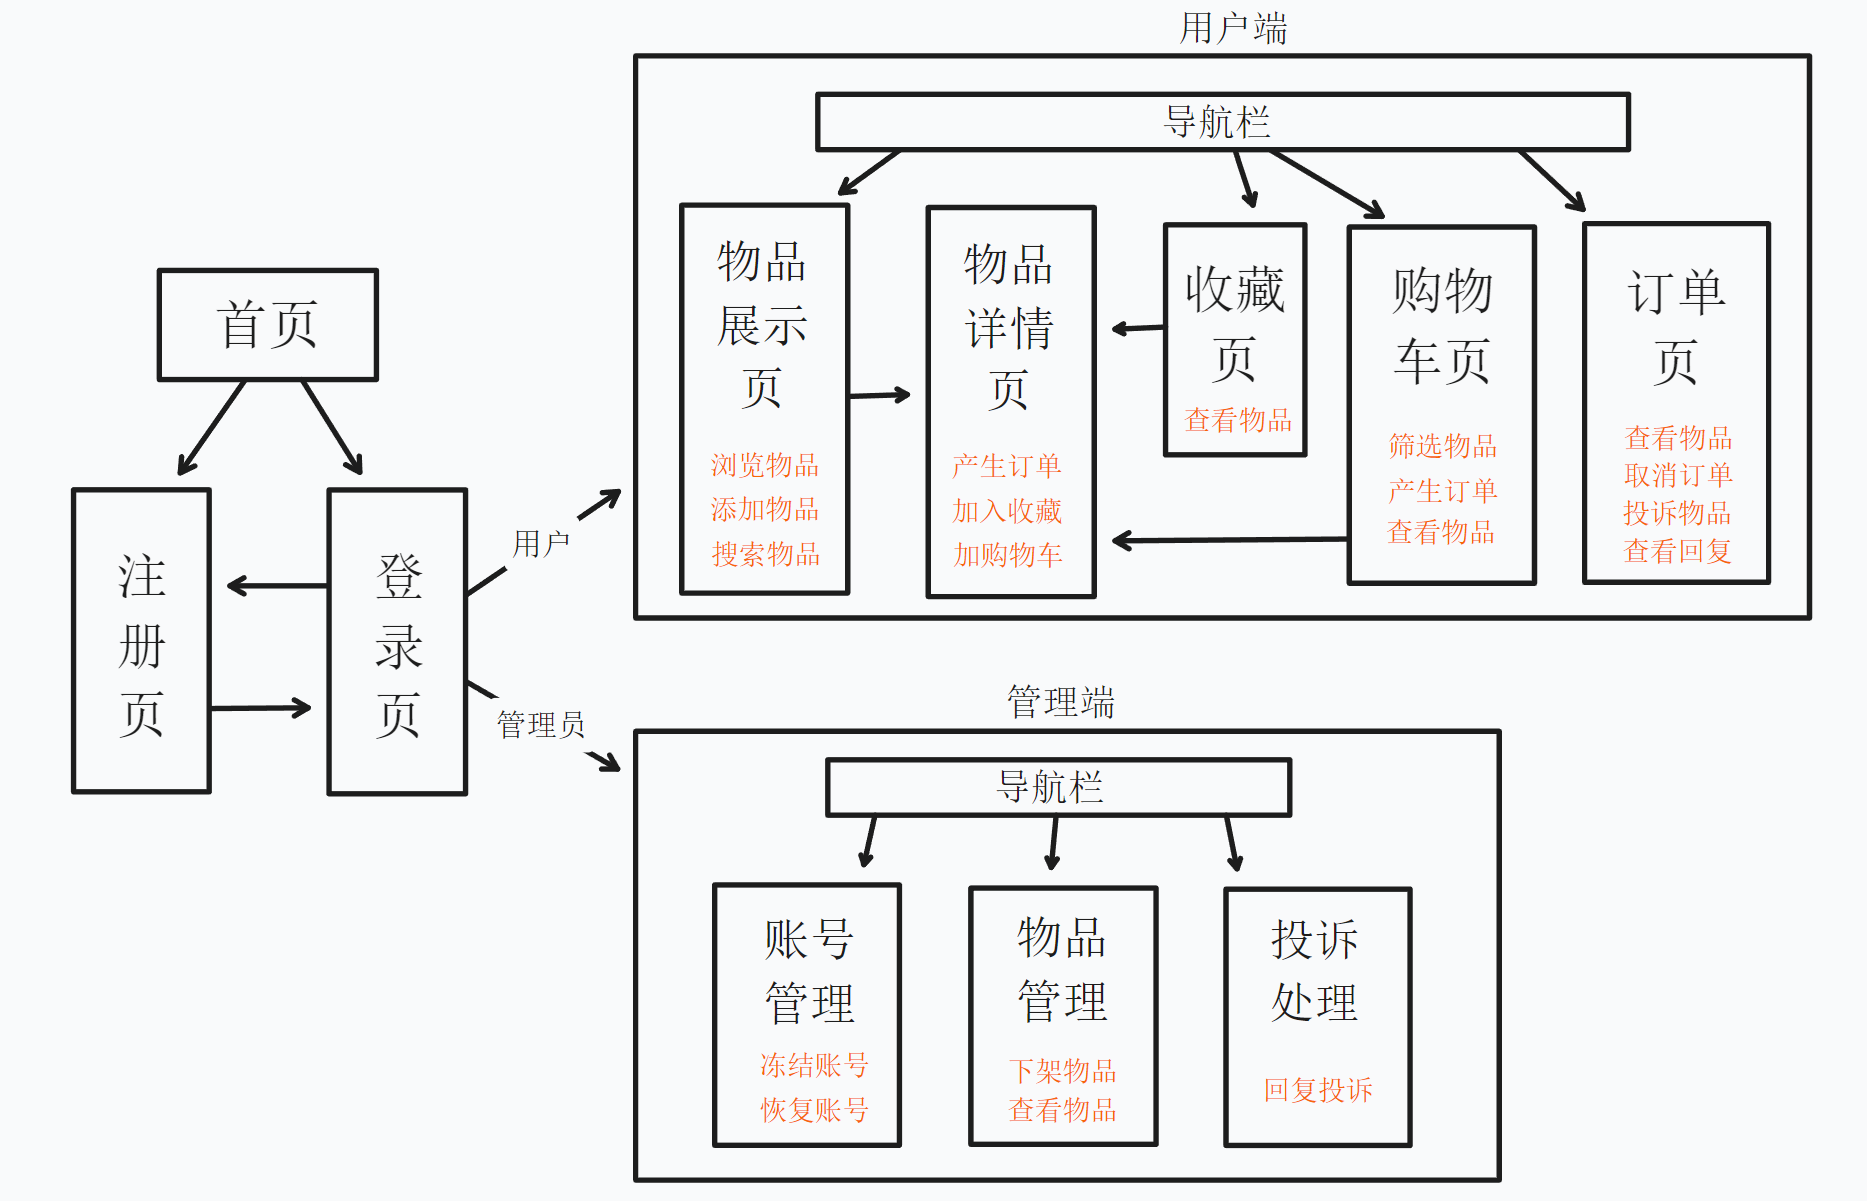 用户端
导航栏
物品
展示
页
浏览物品
添加物品
搜索物品
物品
详情
页
产生订单
加入收藏
加购物车
收藏
页
查看物品
购物
车页
筛选物品
产生订单
查看物品
订单
页
查看物品
取消订单
投诉物品
查看回复
首页
注
册
页
登
录
页
用户
管理员
管理端
导航栏
账号
管理
冻结账号
恢复账号
物品
管理
下架物品
查看物品
投诉
处理
回复投诉